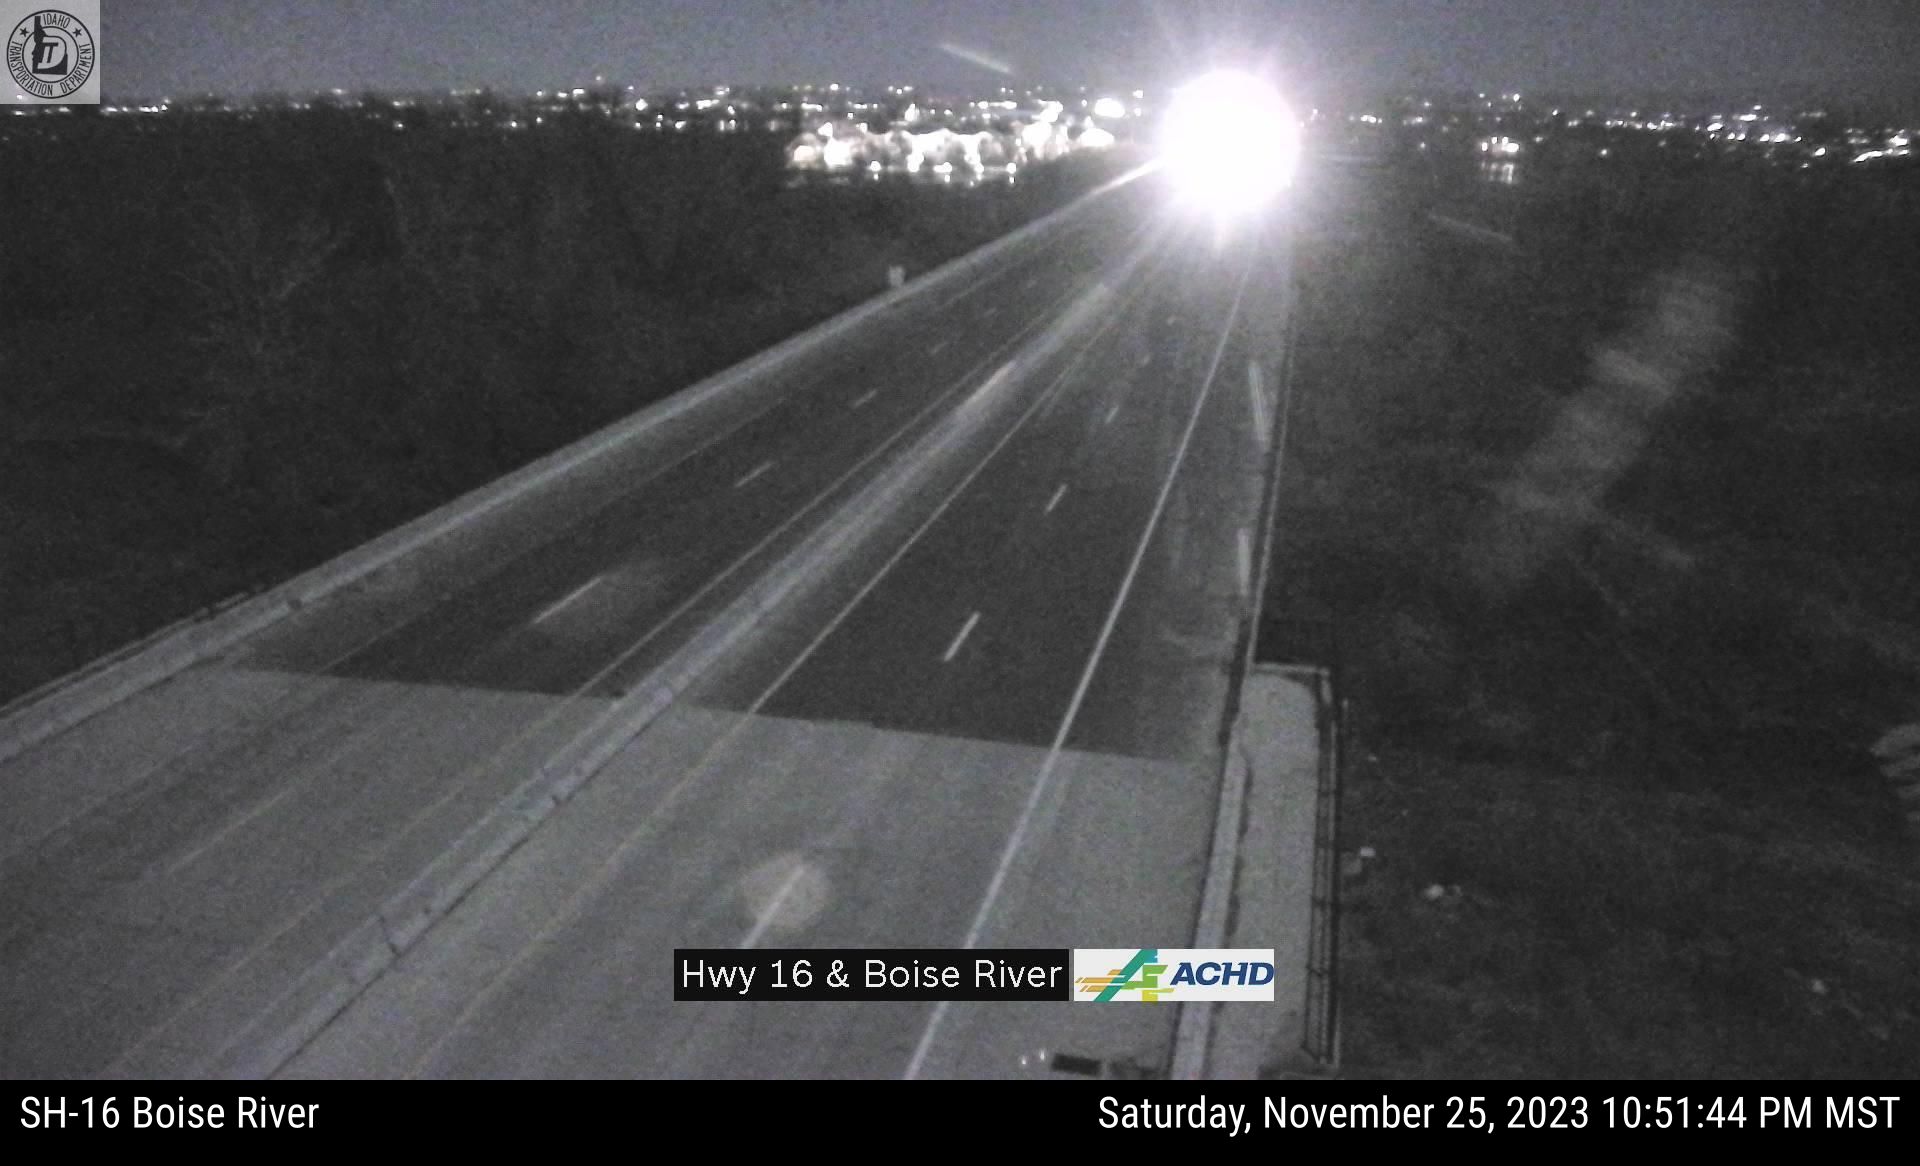 IDAHO
TRANSPORTATION DEPARTMENT
Hwy 16 & Boise River
ACHD
SH-16 Boise River
Saturday, November 25, 2023 10:51:44 PM MST